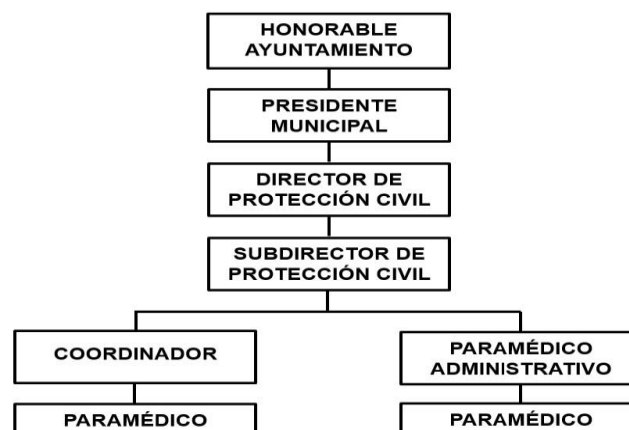 HONORABLE
AYUNTAMIENTO
PRESIDENTE
MUNICIPAL
DIRECTOR DE
PROTECCIÓN CIVIL
SUBDIRECTOR DE
PROTECCIÓN CIVIL
COORDINADOR
PARAMÉDICO
ADMINISTRATIVO
PARAMÉDICO
PARAMÉDICO